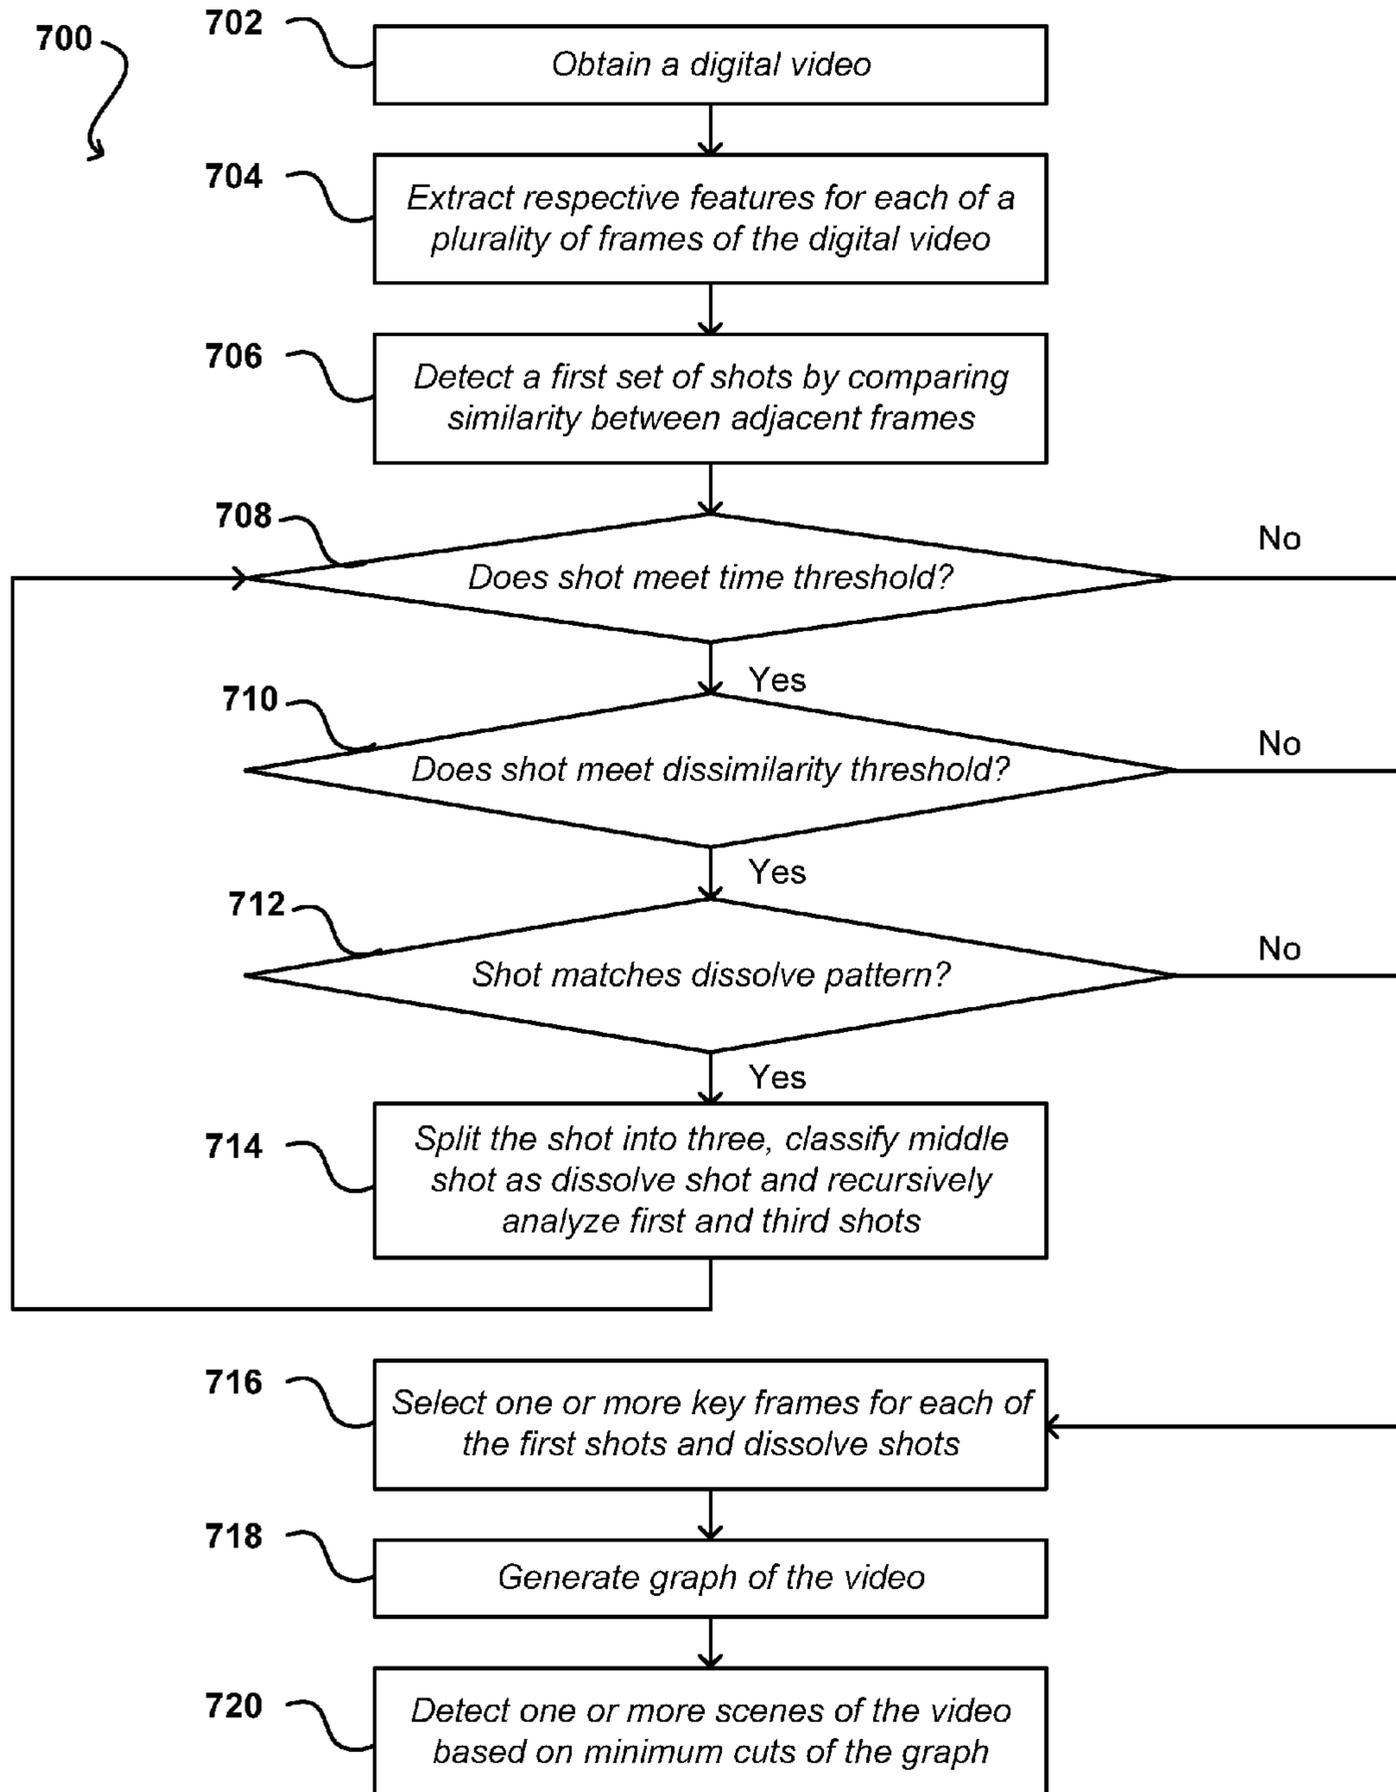 700
702
Obtain a digital video
704
Extract respective features for each of a
plurality of frames of the digital video
706
Detect a first set of shots by comparing
similarity between adjacent frames
708
No
Does shot meet time threshold?
Yes
710
No
Does shot meet dissimilarity threshold?
Yes
712
No
Shot matches dissolve pattern?
Yes
714
Split the shot into three, classify middle
shot as dissolve shot and recursively
analyze first and third shots
716
Select one or more key frames for each of
the first shots and dissolve shots
718
Generate graph of the video
720
Detect one or more scenes of the video
based on minimum cuts of the graph